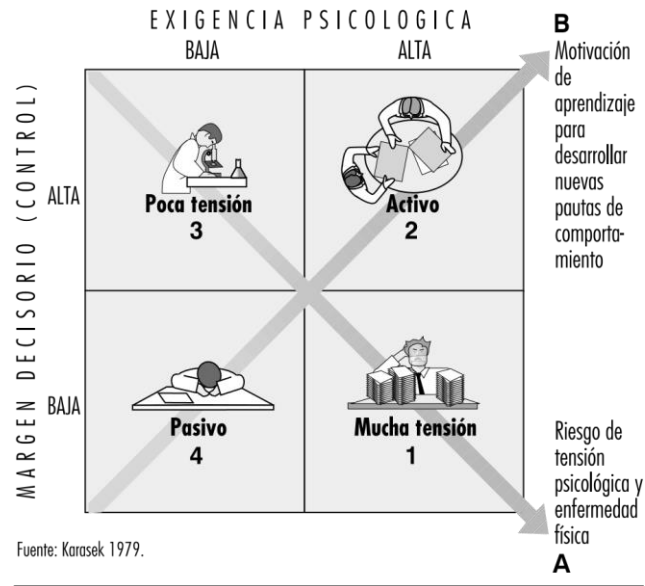 EXIGENCIA PSICOLOGICA
BAJA
ALTA
MARGEN DECISORIO (CONTROL)
ALTA
BAJA
Poca tensión
3
Activo
2
Pasivo
4
Mucha tensión
1
B
Motivación
de
aprendizaje
para
desarrollar
nuevas
pautas de
comporta-
miento
Riesgo de
tensión
psicológica y
enfermedad
física
A
Fuente: Karasek 1979.